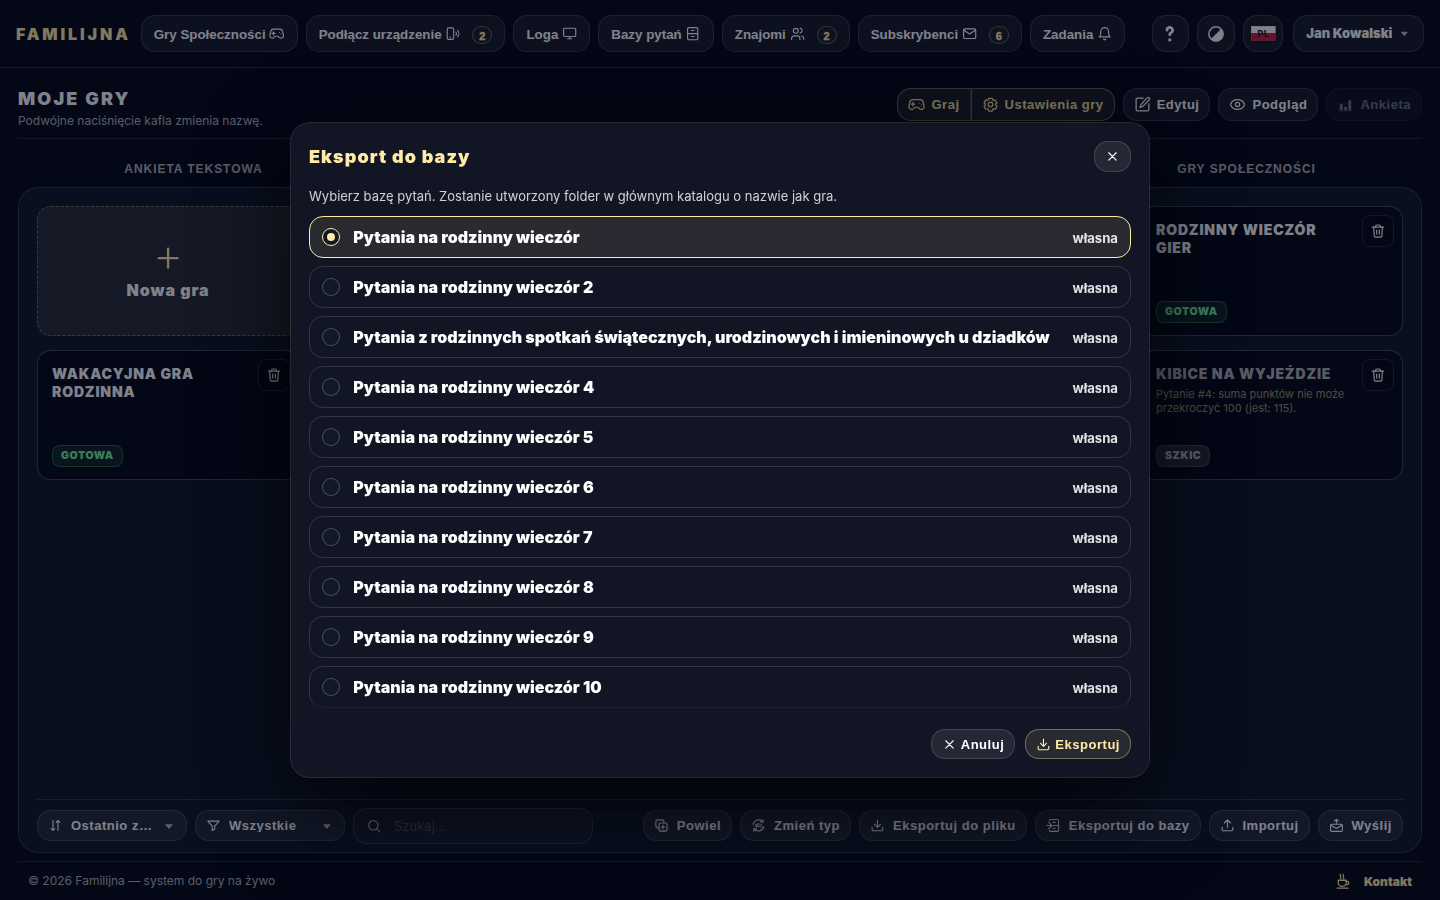 FAMILIJNA
Gry Społeczności
Podłącz urządzenie 2
Loga
Bazy pytań
Znajomi 2
Subskrybenci 6
Zadania
?
PL
Jan Kowalski
MOJE GRY
Podwójne naciśnięcie kafla zmienia nazwę.
Graj
Ustawienia gry
Edytuj
Podgląd
Ankieta
ANKIETA TEKSTOWA
GRY SPOŁECZNOŚCI
Nowa gra
WAKACYJNA GRA
RODZINNA
GOTOWA
RODZINNY WIECZÓR
GIER
GOTOWA
KIBICE NA WYJEŹDZIE
Pytanie #4: suma punktów nie może
przekroczyć 100 (jest: 115).
SZKIC
Eksport do bazy
Wybierz bazę pytań. Zostanie utworzony folder w głównym katalogu o nazwie jak gra.
Pytania na rodzinny wieczór własna
Pytania na rodzinny wieczór 2 własna
Pytania z rodzinnych spotkań świątecznych, urodzinowych i imieninowych u dziadków własna
Pytania na rodzinny wieczór 4 własna
Pytania na rodzinny wieczór 5 własna
Pytania na rodzinny wieczór 6 własna
Pytania na rodzinny wieczór 7 własna
Pytania na rodzinny wieczór 8 własna
Pytania na rodzinny wieczór 9 własna
Pytania na rodzinny wieczór 10 własna
Anuluj
Eksportuj
Ostatnio z...
Wszystkie
Szukaj...
Powiel
Zmień typ
Eksportuj do pliku
Eksportuj do bazy
Importuj
Wyślij
© 2026 Familijna — system do gry na żywo
Kontakt